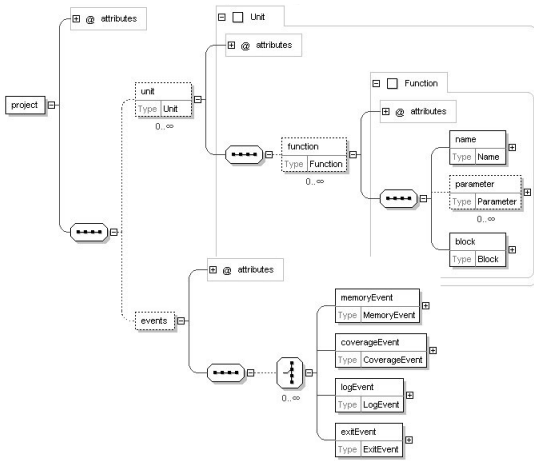 Unit
@ attributes
@ attributes
unit
Type Unit
0..∞
project
Function
@ attributes
function
Type Function
0..∞
name
Type Name
parameter
Type Parameter
0..∞
block
Type Block
@ attributes
events
memoryEvent
Type MemoryEvent
coverageEvent
Type CoverageEvent
0..∞
logEvent
Type LogEvent
exitEvent
Type ExitEvent